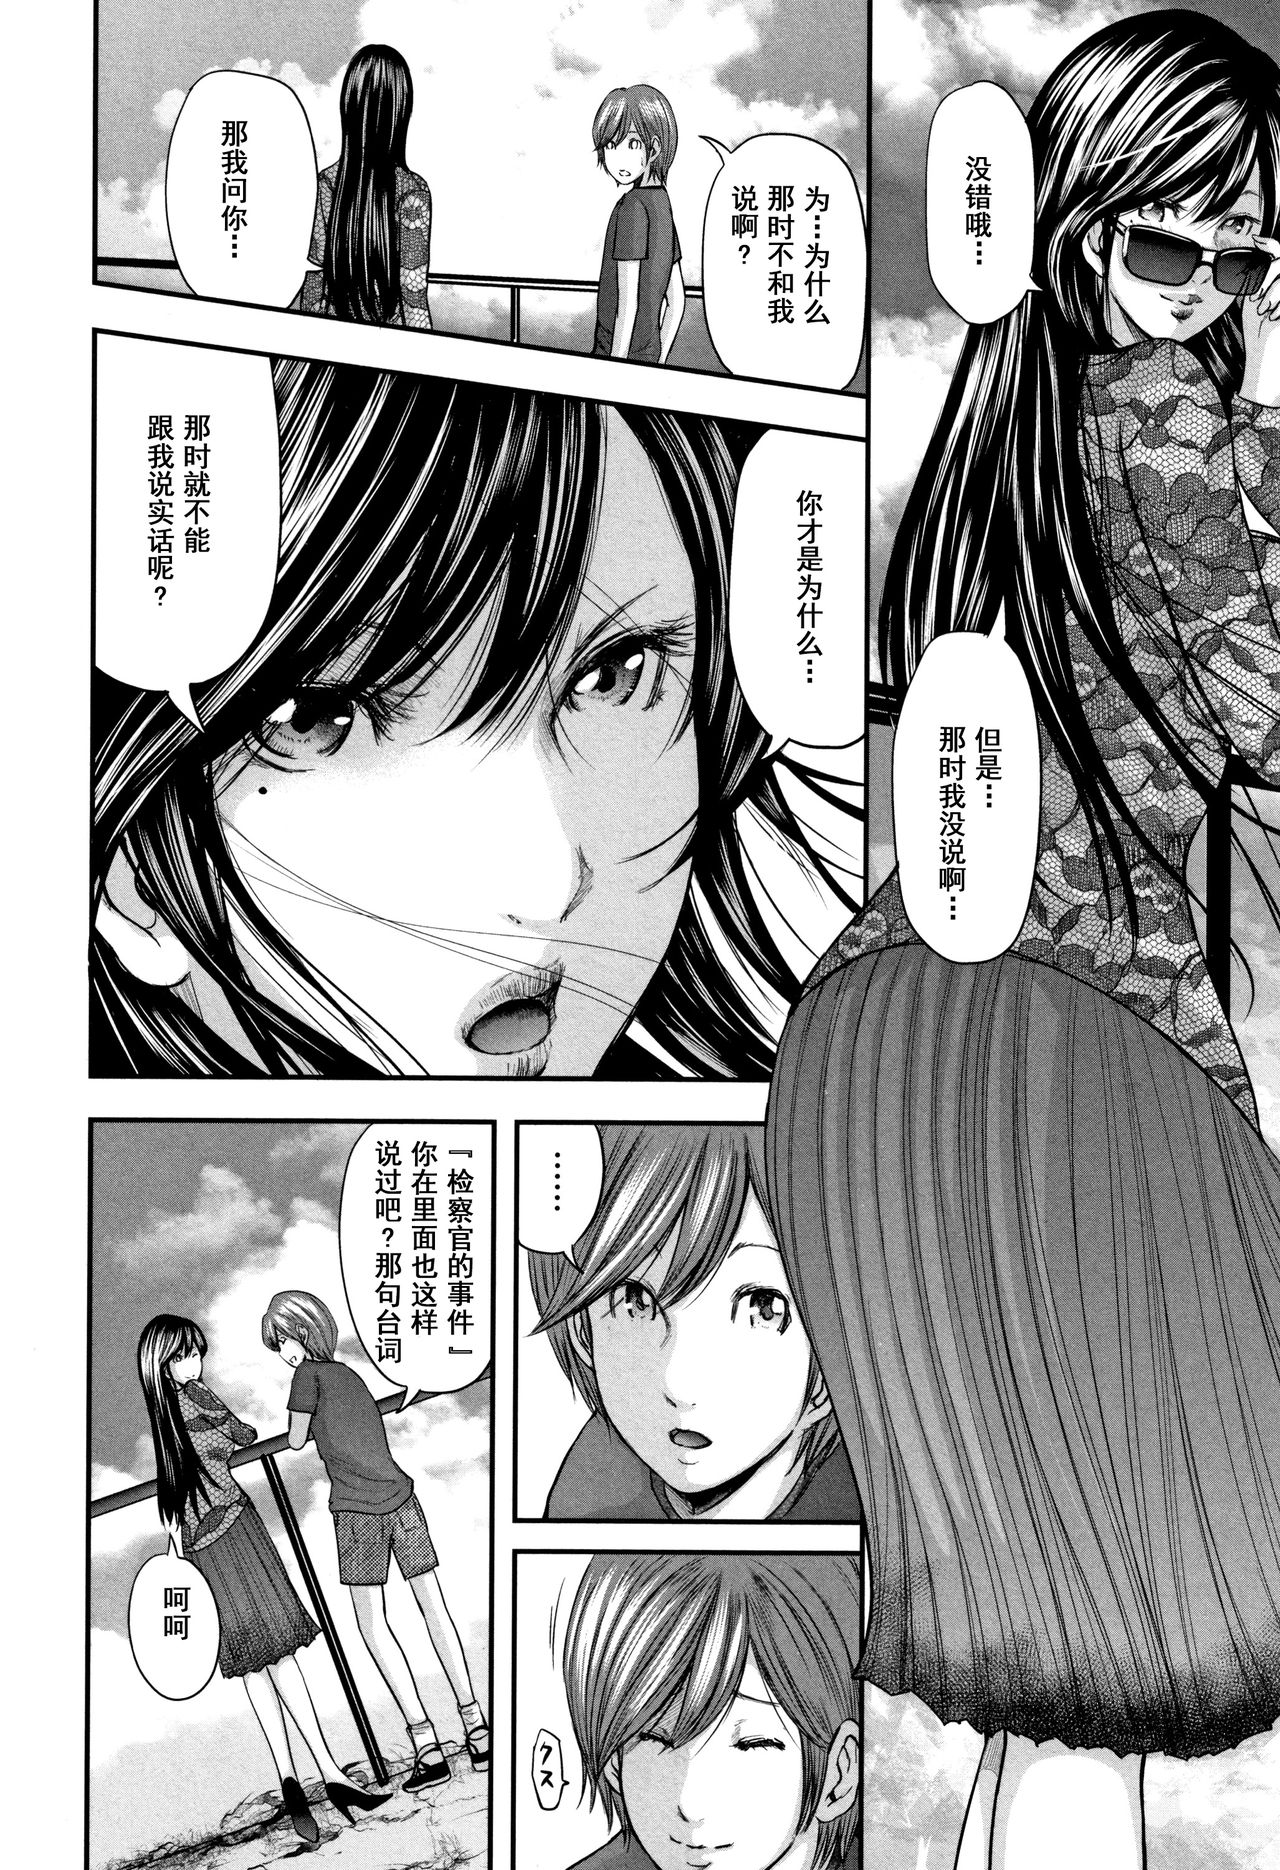 没错哦…
但是…
那时我没说啊…
为…为什么
那时不和我
说啊？
那我问你…
你才是为什么…
那时就不能
跟我说实话呢？
……
クス
『检察官的事件』
你在里面也这样
说过吧？那句台词
呵呵